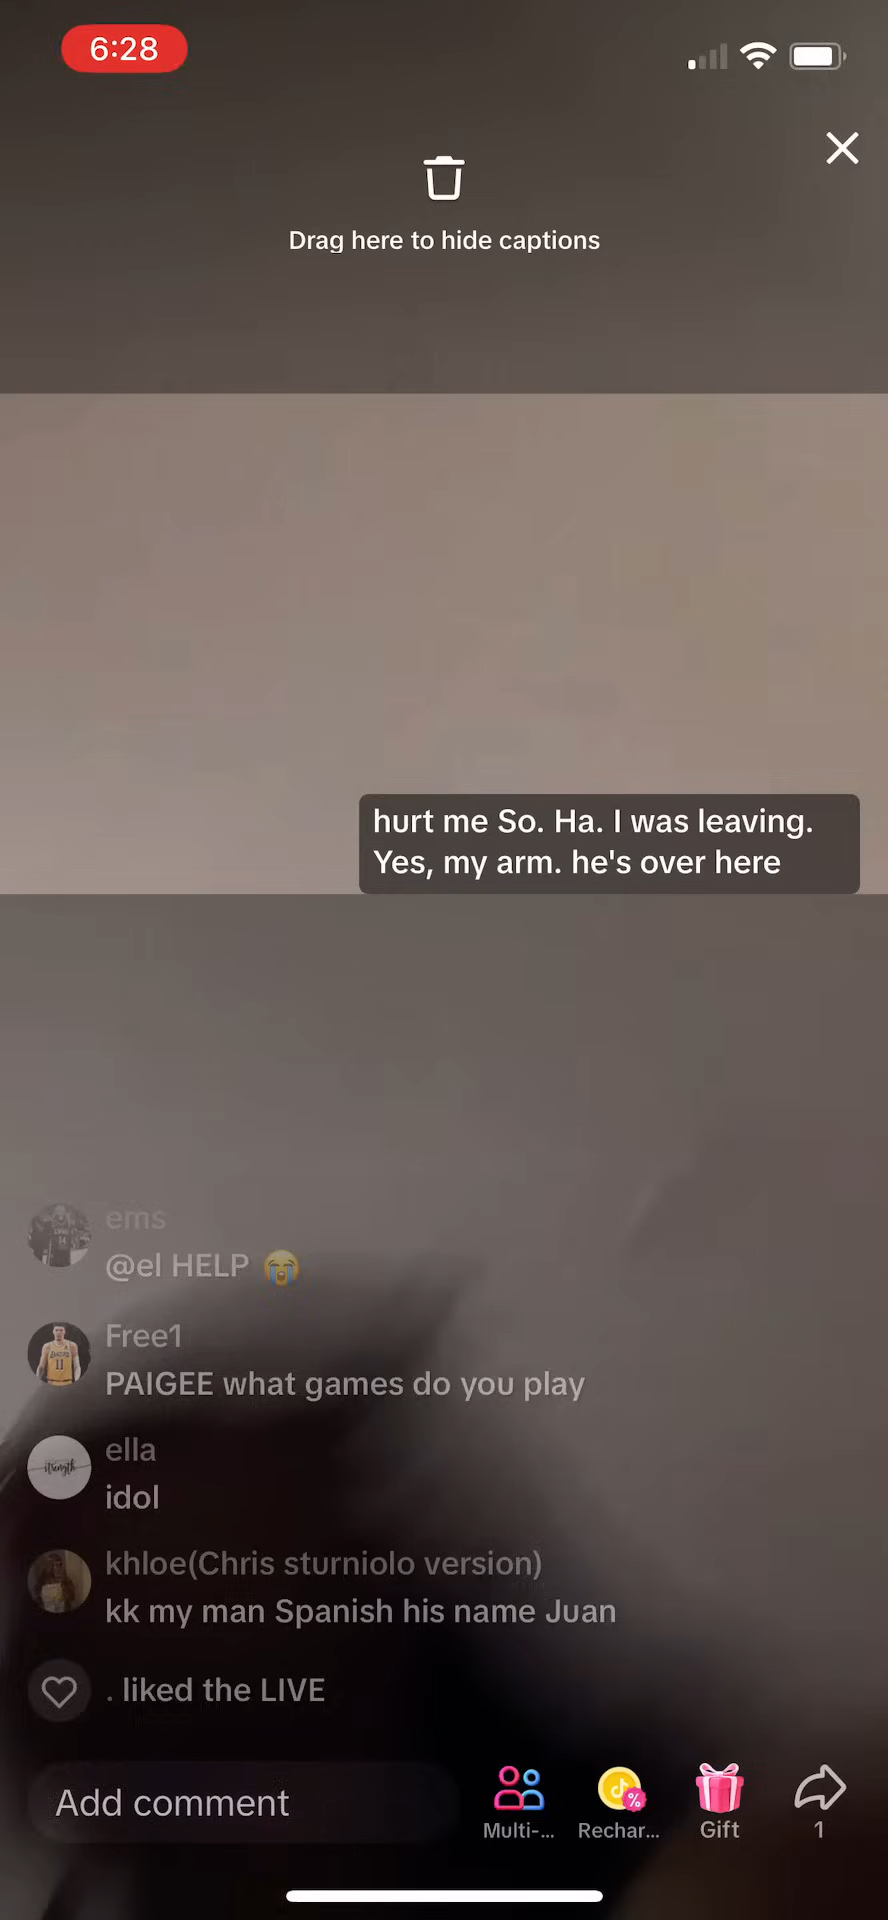 6:28
Drag here to hide captions
hurt me So. Ha. I was leaving.
Yes, my arm. he's over here
ems
@el HELP 😭
Free1
PAIGEE what games do you play
ella
idol
khloe(Chris sturniolo version)
kk my man Spanish his name Juan
. liked the LIVE
Add comment
Multi-...
Rechar...
Gift
1